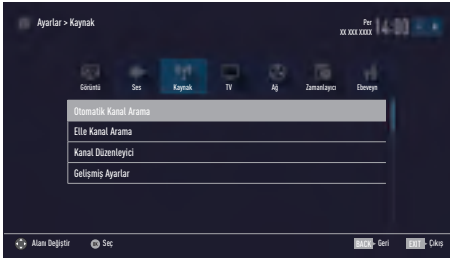 Ayarlar > Kaynak
Per
XX XXX XXXX
14:00
Görüntü Ses Kaynak TV Ağ Zamanlayıcı Ebeveyn
Otomatik Kanal Arama
Elle Kanal Arama
Kanal Düzenleyici
Gelişmiş Ayarlar
Alanı Değiştir OK Seç BACK Geri EXIT Çıkış